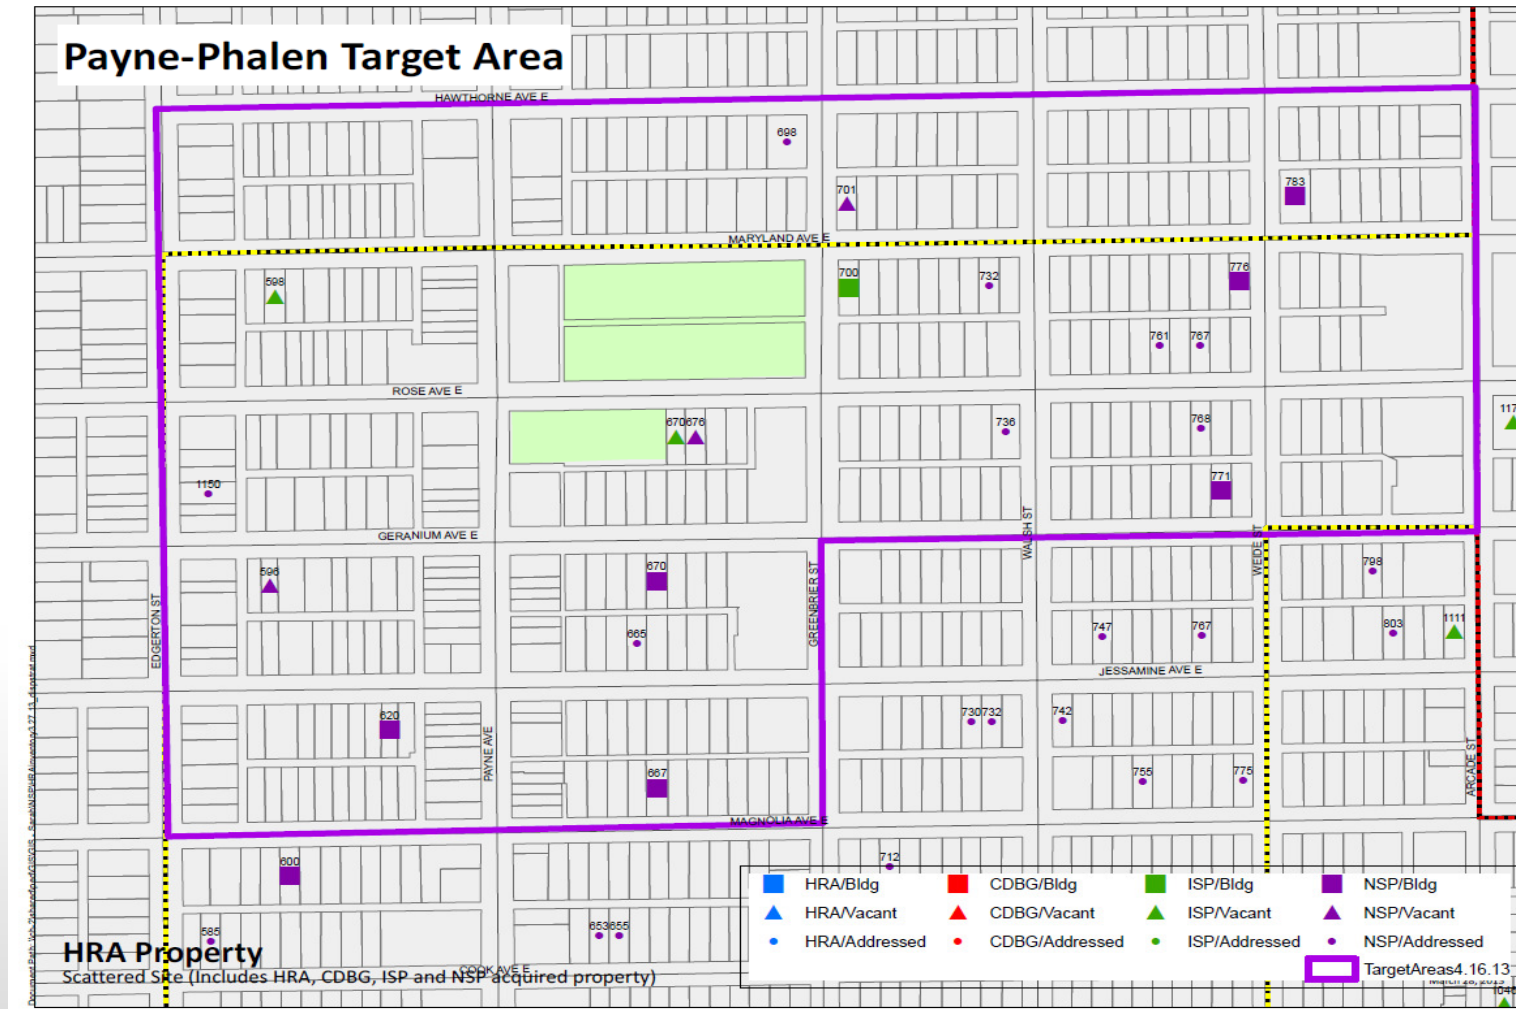 Payne-Phalen Target Area
HAWTHORNE AVE E
698
701
783
MARYLAND AVE E
598
700
732
776
761
767
ROSE AVE E
670
676
736
768
1150
771
GERANIUM AVE E
WALSH ST
WEIDE ST
596
670
GREENBRIER ST
798
EDGERTON ST
665
747
767
803
1111
JESSAMINE AVE E
620
730
732
742
PAYNE AVE
ARCADE ST
667
755
775
MAGNOLIA AVE E
600
712
585
653
655
HRA/Bldg
CDBG/Bldg
ISP/Bldg
NSP/Bldg
HRA/Vacant
CDBG/Vacant
ISP/Vacant
NSP/Vacant
HRA/Addressed
CDBG/Addressed
ISP/Addressed
NSP/Addressed
TargetAreas4.16.13
HRA Property
COOK AVE E
Scattered Site (Includes HRA, CDBG, ISP and NSP acquired property)